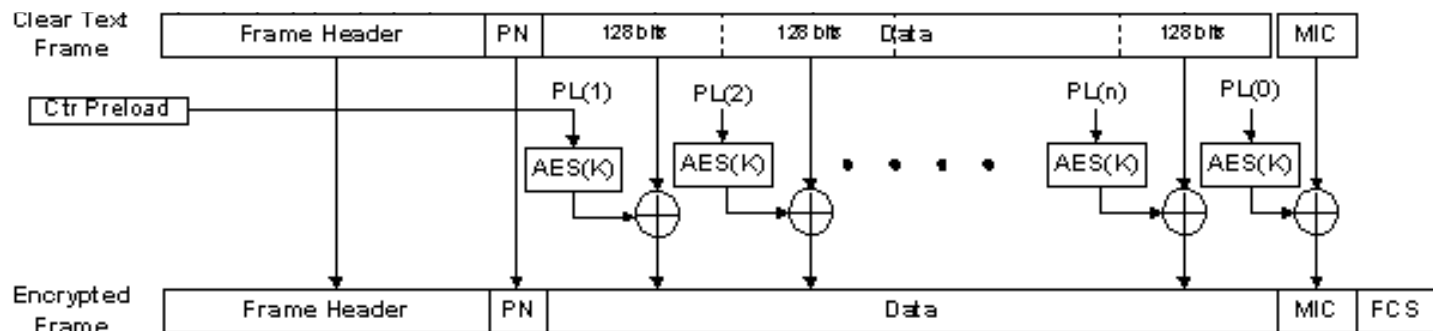 Clear Text
Frame
Frame Header PN 128 bits 128 bits Data 128 bits MIC
PL(1) PL(2) PL(n) PL(0)
Ctr Preload
AES(K) AES(K) AES(K) AES(K)
Encrypted
Frame
Frame Header PN Data MIC FCS